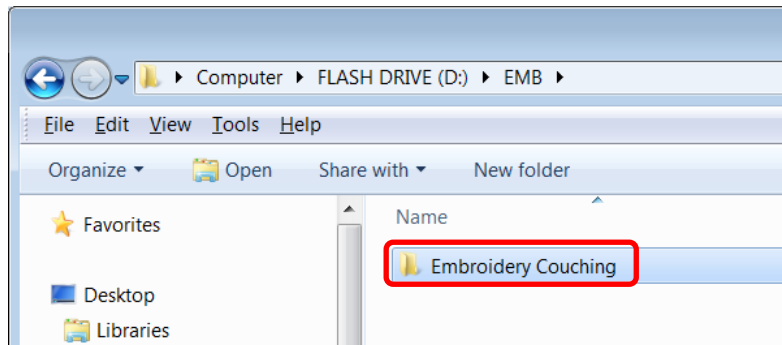 Computer ▸ FLASH DRIVE (D:) ▸ EMB ▸
File Edit View Tools Help
Organize ▾ Open Share with ▾ New folder
Favorites
Name
Embroidery Couching
Desktop
Libraries